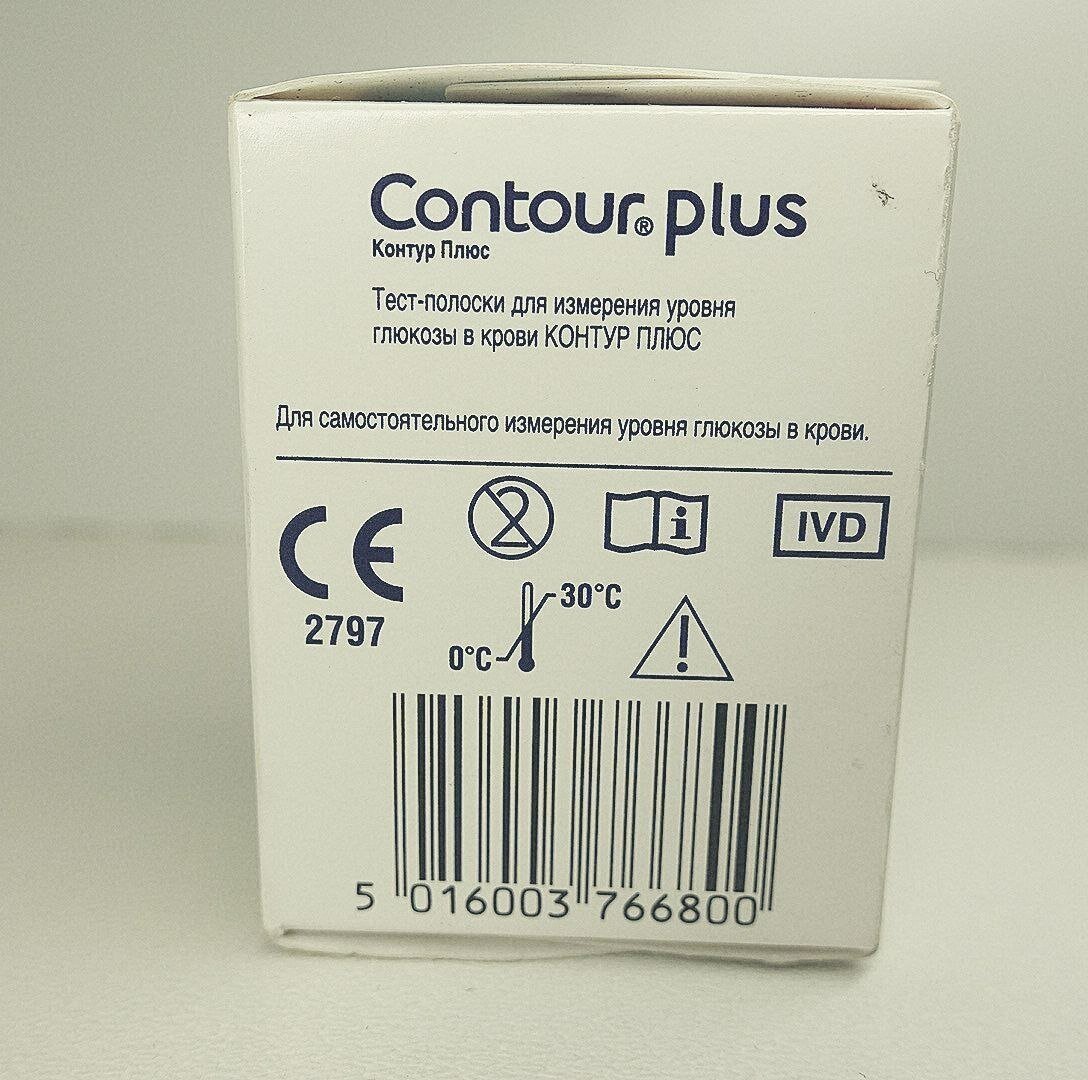 Contour® plus
Контур Плюс
Тест-полоски для измерения уровня
глюкозы в крови КОНТУР ПЛЮС
Для самостоятельного измерения уровня глюкозы в крови.
CE
2
i
IVD
2797
30°C
0°C
!
5 016003 766800